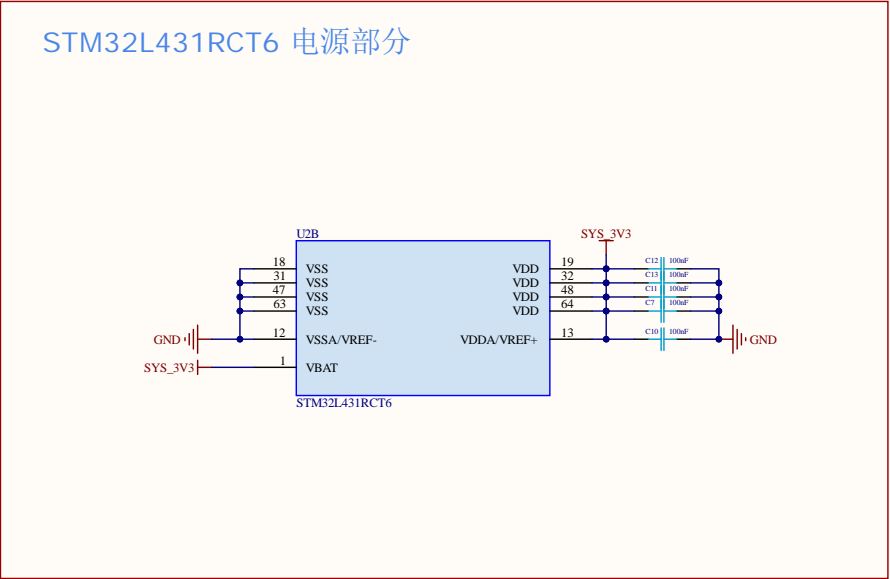 STM32L431RCT6 电源部分
U2B
SYS_3V3
18 VSS VDD 19 C12 100nF
31 VSS VDD 32 C13 100nF
47 VSS VDD 48 C11 100nF
63 VSS VDD 64 C7 100nF
GND 12 VSSA/VREF- VDDA/VREF+ 13 C10 100nF GND
SYS_3V3 1 VBAT
STM32L431RCT6